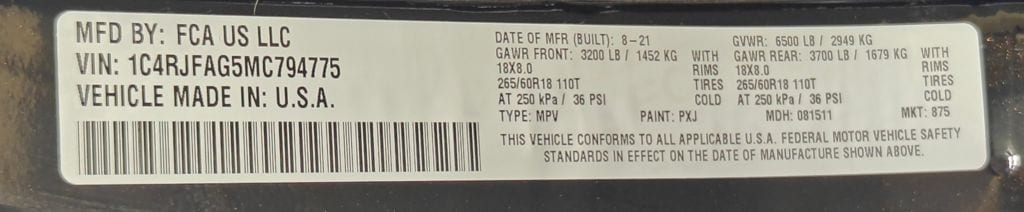 MFD BY: FCA US LLC
VIN: 1C4RJFAG5MC794775
VEHICLE MADE IN: U.S.A.
DATE OF MFR (BUILT): 8-21 GVWR: 6500 LB / 2949 KG
GAWR FRONT: 3200 LB / 1452 KG WITH GAWR REAR: 3700 LB / 1679 KG WITH
18X8.0 RIMS 18X8.0 RIMS
265/60R18 110T TIRES 265/60R18 110T TIRES
AT 250 kPa / 36 PSI COLD AT 250 kPa / 36 PSI COLD
TYPE: MPV PAINT: PXJ MDH: 081511 MKT: 875
THIS VEHICLE CONFORMS TO ALL APPLICABLE U.S.A. FEDERAL MOTOR VEHICLE SAFETY
STANDARDS IN EFFECT ON THE DATE OF MANUFACTURE SHOWN ABOVE.